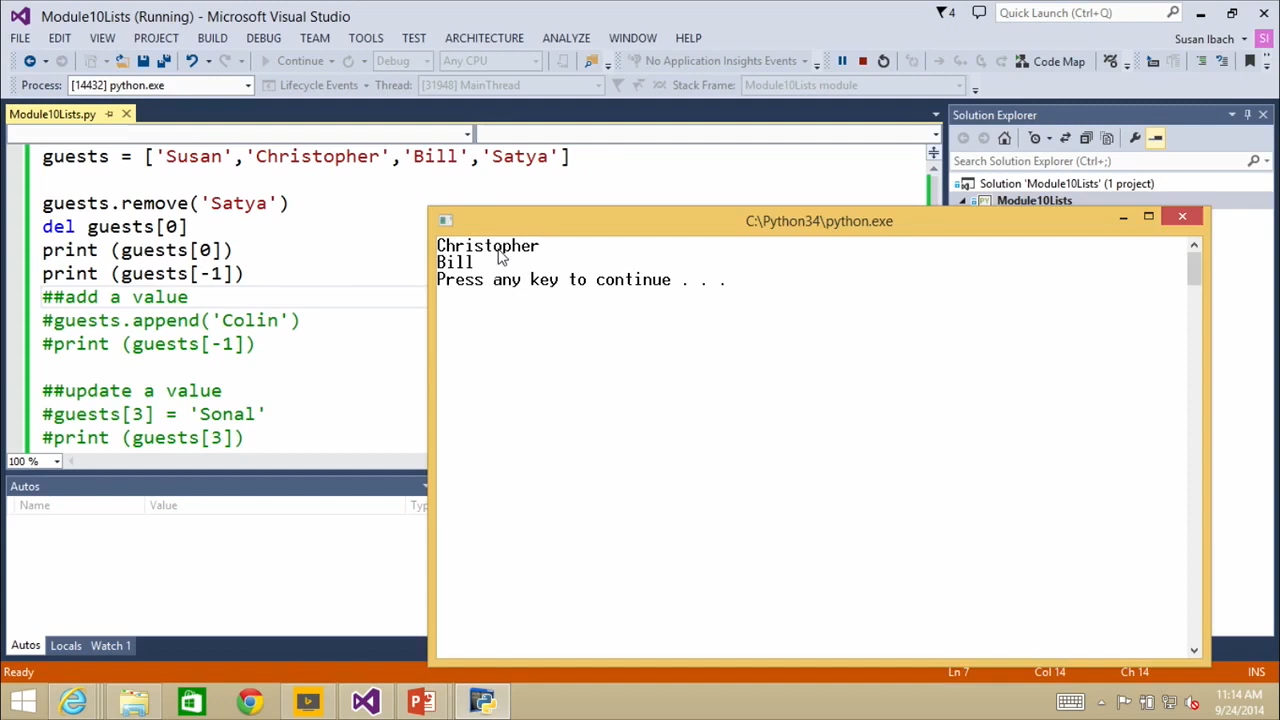 Module10Lists (Running) - Microsoft Visual Studio
4
Quick Launch (Ctrl+Q)
FILE EDIT VIEW PROJECT BUILD DEBUG TEAM TOOLS TEST ARCHITECTURE ANALYZE WINDOW HELP
Susan Ibach
SI
Continue Debug Any CPU No Application Insights Events Code Map
Process: [14432] python.exe Lifecycle Events Thread: [31948] MainThread Stack Frame: Module10Lists module
Module10Lists.py
guests = ['Susan','Christopher','Bill','Satya']
guests.remove('Satya')
del guests[0]
print (guests[0])
print (guests[-1])
##add a value
#guests.append('Colin')
#print (guests[-1])
##update a value
#guests[3] = 'Sonal'
#print (guests[3])
100 %
C:\Python34\python.exe
Christopher
Bill
Press any key to continue . . .
Solution Explorer
Search Solution Explorer (Ctrl+;)
Solution 'Module10Lists' (1 project)
Module10Lists
Autos
Name Value Typ
Autos Locals Watch 1
Ready Ln 7 Col 14 Ch 14 INS
11:14 AM
9/24/2014